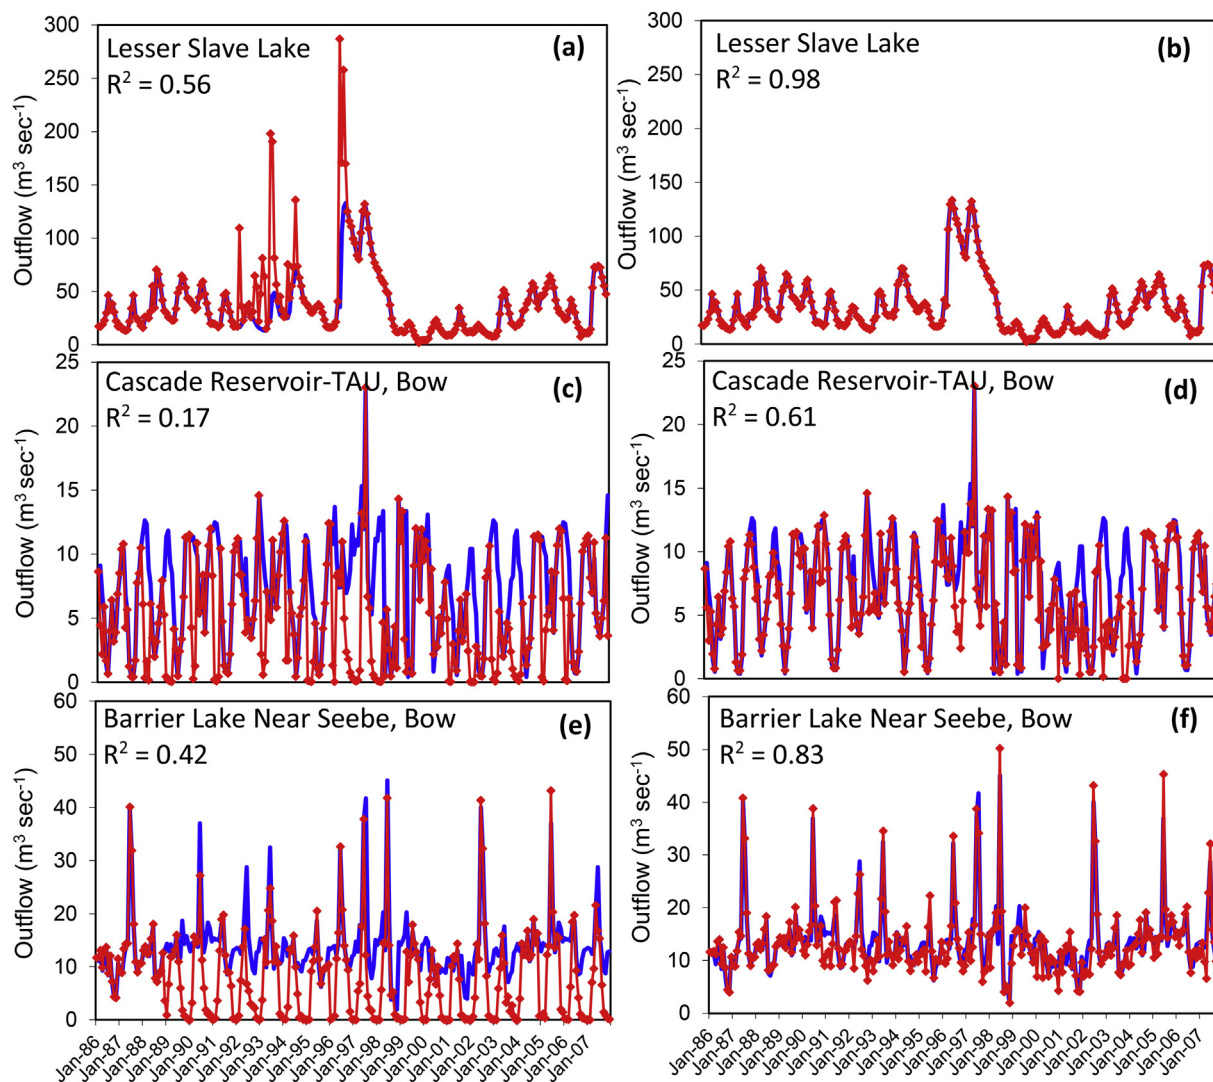 Lesser Slave Lake
(a)
R² = 0.56
Outflow (m³ sec⁻¹)
300
250
200
150
100
50
0
Lesser Slave Lake
(b)
R² = 0.98
Outflow (m³ sec⁻¹)
300
250
200
150
100
50
0
Cascade Reservoir-TAU, Bow
(c)
R² = 0.17
Outflow (m³ sec⁻¹)
25
20
15
10
5
0
Cascade Reservoir-TAU, Bow
(d)
R² = 0.61
Outflow (m³ sec⁻¹)
25
20
15
10
5
0
Barrier Lake Near Seebe, Bow
(e)
R² = 0.42
Outflow (m³ sec⁻¹)
60
50
40
30
20
10
0
Jan-86
Jan-87
Jan-88
Jan-89
Jan-90
Jan-91
Jan-92
Jan-93
Jan-94
Jan-95
Jan-96
Jan-97
Jan-98
Jan-99
Jan-00
Jan-01
Jan-02
Jan-03
Jan-04
Jan-05
Jan-06
Jan-07
Barrier Lake Near Seebe, Bow
(f)
R² = 0.83
Outflow (m³ sec⁻¹)
60
50
40
30
20
10
0
Jan-86
Jan-87
Jan-88
Jan-89
Jan-90
Jan-91
Jan-92
Jan-93
Jan-94
Jan-95
Jan-96
Jan-97
Jan-98
Jan-99
Jan-00
Jan-01
Jan-02
Jan-03
Jan-04
Jan-05
Jan-06
Jan-07